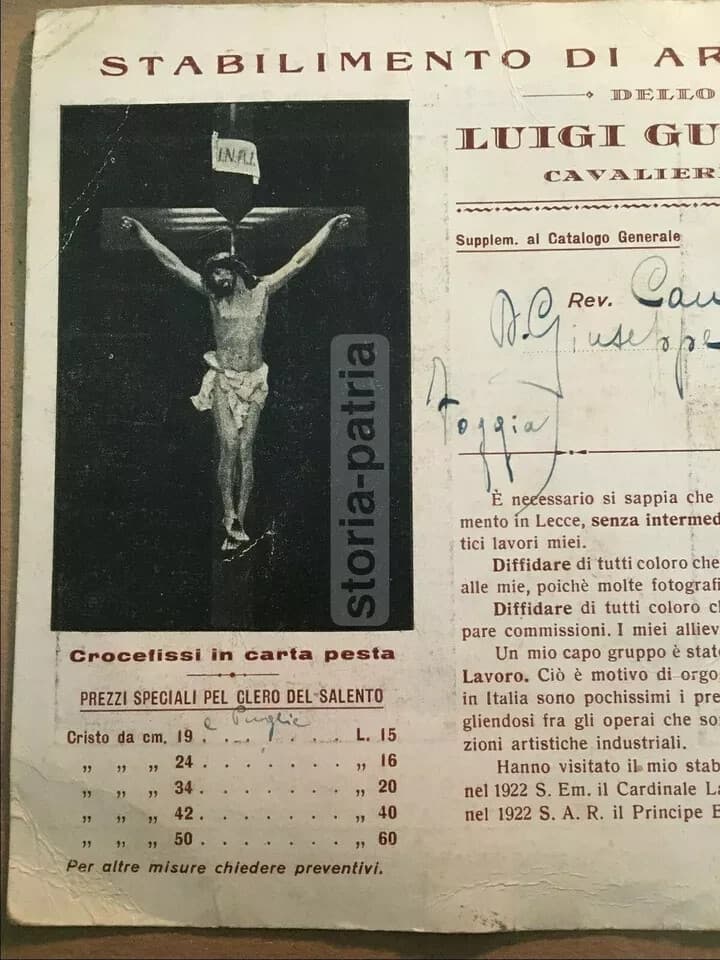 STABILIMENTO DI AR
DELLO
LUIGI GU
CAVALIER
I.N.R.I.
Supplem. al Catalogo Generale
Rev. Can
D. Giuseppe
Foggia
storia-patria
Crocefissi in carta pesta
PREZZI SPECIALI PEL CLERO DEL SALENTO
e Puglie
Cristo da cm. 19 . . . . . . . . L. 15
„ „ „ 24 . . . . . . . . „ 16
„ „ „ 34 . . . . . . . . „ 20
„ „ „ 42 . . . . . . . . „ 40
„ „ „ 50 . . . . . . . . „ 60
Per altre misure chiedere preventivi.
È necessario si sappia che
mento in Lecce, senza intermed
tici lavori miei.
Diffidare di tutti coloro che
alle mie, poichè molte fotografi
Diffidare di tutti coloro c
pare commissioni. I miei alliev
Un mio capo gruppo è stat
Lavoro. Ciò è motivo di orgo
in Italia sono pochissimi i pre
gliendosi fra gli operai che so
zioni artistiche industriali.
Hanno visitato il mio stab
nel 1922 S. Em. il Cardinale La
nel 1922 S. A. R. il Principe E